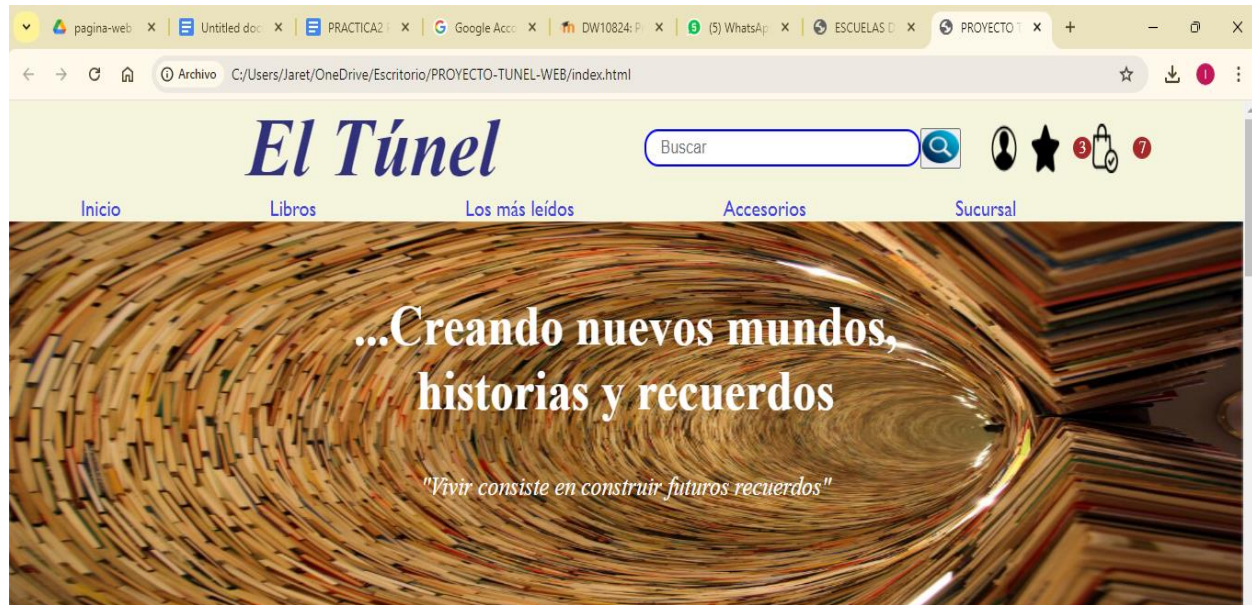 pagina-web
Untitled doc
PRACTICA2
Google Acco
DW10824: P
(5) WhatsAp
ESCUELAS D
PROYECTO T
Archivo C:/Users/Jaret/OneDrive/Escritorio/PROYECTO-TUNEL-WEB/index.html
El Túnel
Buscar
3
7
Inicio Libros Los más leídos Accesorios Sucursal
...Creando nuevos mundos,
historias y recuerdos
"Vivir consiste en construir futuros recuerdos"